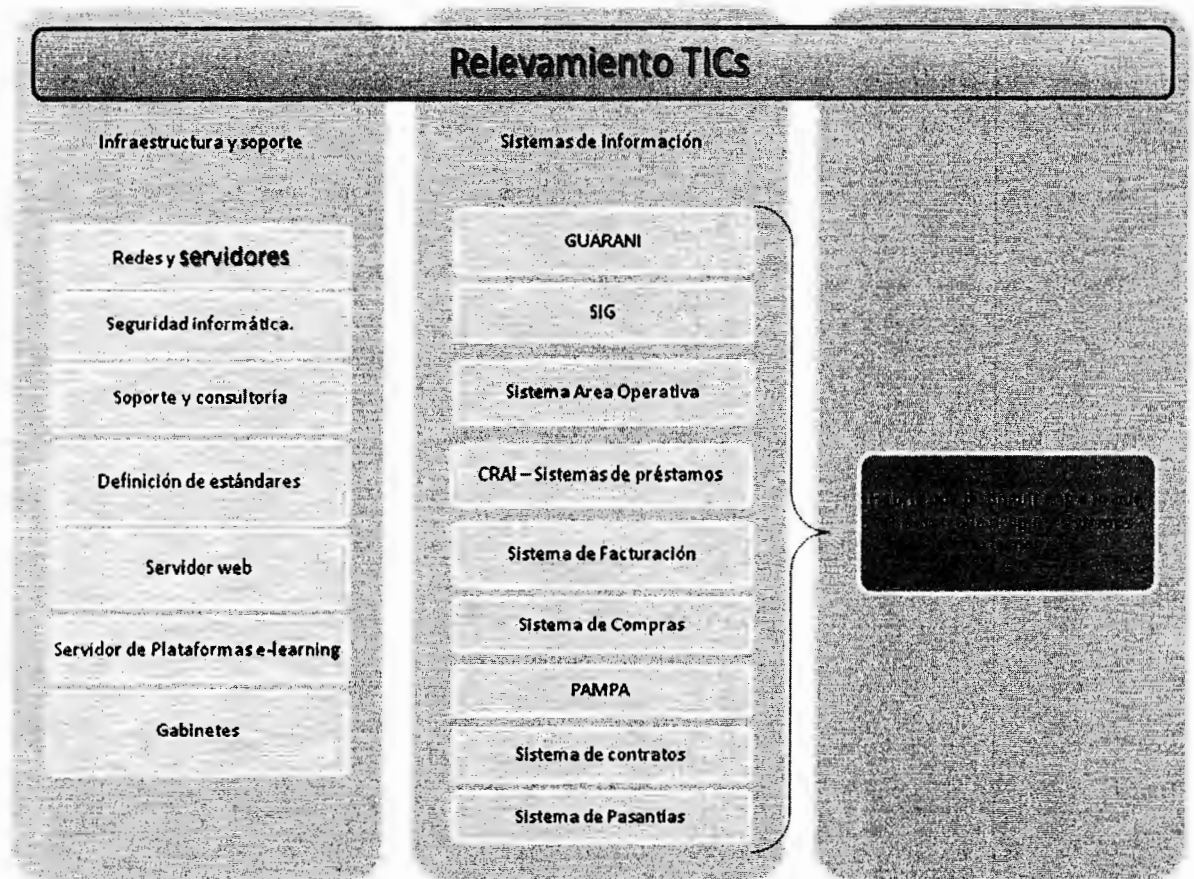 Relevamiento TICs
Infraestructura y soporte
Redes y servidores
Seguridad informática.
Soporte y consultoría
Definición de estándares
Servidor web
Servidor de Plataformas e-learning
Gabinetes
Sistemas de Información
GUARANI
SIG
Sistema Area Operativa
CRAI – Sistemas de préstamos
Sistema de Facturación
Sistema de Compras
PAMPA
Sistema de contratos
Sistema de Pasantías